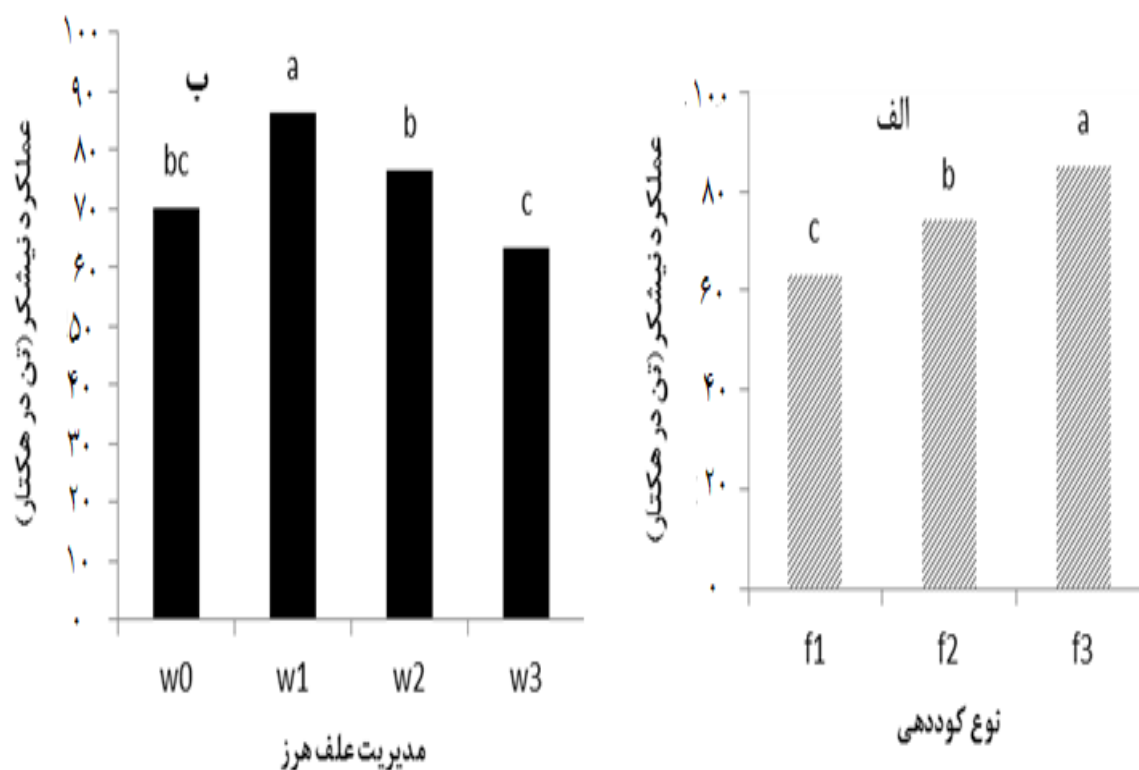 الف
عملکرد نیشکر (تن در هکتار)
۱۰۰
۸۰
۶۰
۴۰
۲۰
۰
c
b
a
f1 f2 f3
نوع کوددهی
ب
عملکرد نیشکر (تن در هکتار)
۱۰۰
۹۰
۸۰
۷۰
۶۰
۵۰
۴۰
۳۰
۲۰
۱۰
۰
bc
a
b
c
w0 w1 w2 w3
مدیریت علف هرز